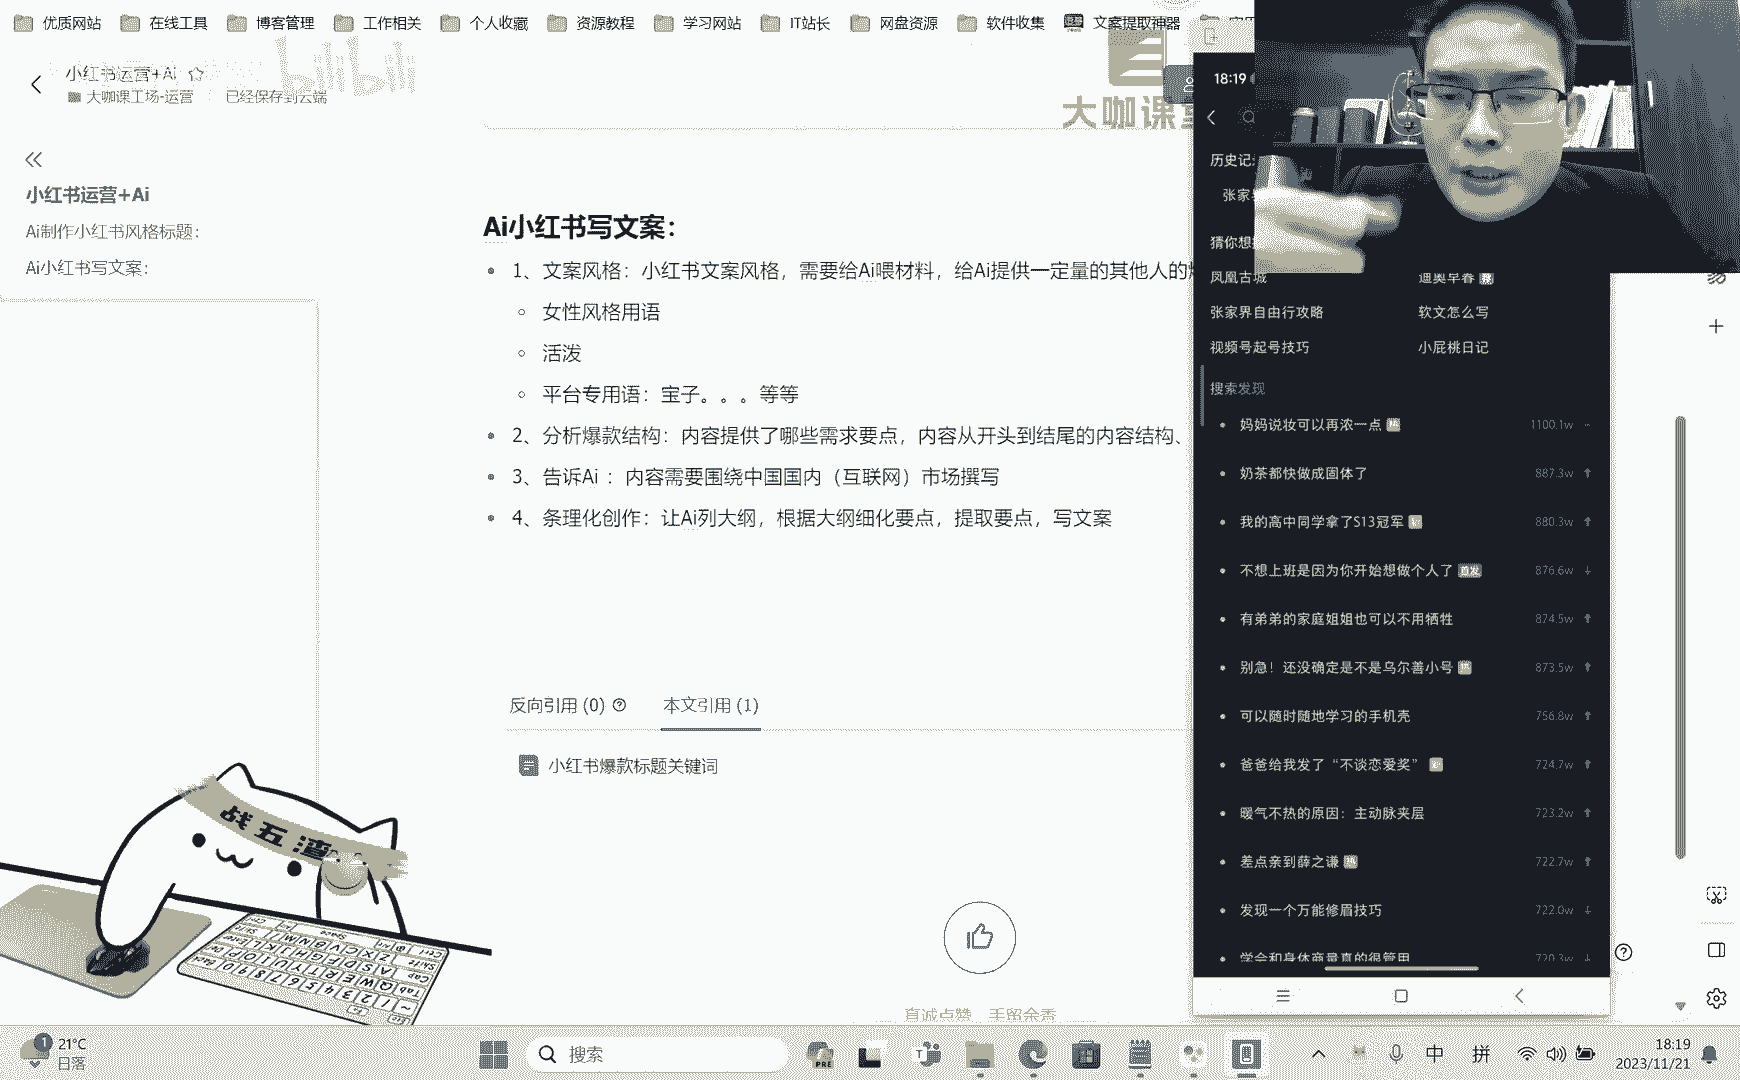 优质网站
在线工具
博客管理
工作相关
个人收藏
资源教程
学习网站
IT站长
网盘资源
软件收集
文案提取神器
bilibili
小红书运营+Ai
大咖课工场-运营
已经保存到云端
大咖课
小红书运营+Ai
Ai制作小红书风格标题:
Ai小红书写文案:
Ai小红书写文案:
1、文案风格：小红书文案风格，需要给Ai喂材料，给Ai提供一定量的其他人的
女性风格用语
活泼
平台专用语：宝子。。。等等
2、分析爆款结构：内容提供了哪些需求要点，内容从开头到结尾的内容结构、
3、告诉Ai ：内容需要围绕中国国内（互联网）市场撰写
4、条理化创作：让Ai列大纲，根据大纲细化要点，提取要点，写文案
反向引用 (0)
本文引用 (1)
小红书爆款标题关键词
战五渣
18:19
历史记
张家
猜你想
凤凰古城
迪奥早春
张家界自由行攻略
软文怎么写
视频号起号技巧
小屁桃日记
搜索发现
妈妈说妆可以再浓一点 热 1100.1w
奶茶都快做成固体了 887.3w
我的高中同学拿了S13冠军 880.3w
不想上班是因为你开始想做个人了 首发 876.6w
有弟弟的家庭姐姐也可以不用牺牲 874.5w
别急！还没确定是不是乌尔善小号 热 873.5w
可以随时随地学习的手机壳 756.8w
爸爸给我发了“不谈恋爱奖” 724.7w
暖气不热的原因：主动脉夹层 723.2w
差点亲到薛之谦 热 722.7w
发现一个万能修眉技巧 722.0w
学会和身体商量真的很管用 720.3w
真诚点赞，手留余香
21°C
日落
搜索
中
拼
18:19
2023/11/21